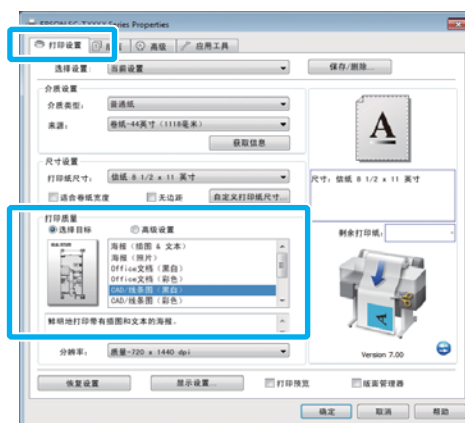 EPSON SC-TXXXX Series Properties
打印设置
高级
应用工具
选择设置:
当前设置
保存/删除...
介质设置
介质类型:
普通纸
来源:
卷纸-44英寸（1118毫米）
获取信息
尺寸设置
打印纸尺寸:
信纸 8 1/2 x 11 英寸
适合卷纸宽度
无边距
自定义打印纸尺寸...
A
尺寸: 信纸 8 1/2 x 11 英寸
打印质量
选择目标
高级设置
海报（插图 & 文本）
海报（照片）
Office文档（黑白）
Office文档（彩色）
CAD/线条图（黑白）
CAD/线条图（彩色）
鲜明地打印带有插图和文本的海报。
分辨率:
质量-720 x 1440 dpi
剩余打印纸:
A
Version 7.00
恢复设置
显示设置...
打印预览
版面管理器
确定
取消
帮助